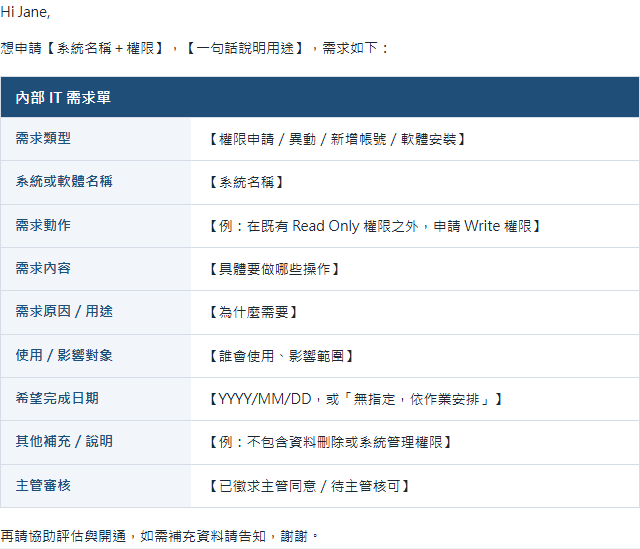 Hi Jane,
想申請【系統名稱＋權限】，【一句話說明用途】，需求如下：
內部 IT 需求單
需求類型 【權限申請 / 異動 / 新增帳號 / 軟體安裝】
系統或軟體名稱 【系統名稱】
需求動作 【例：在既有 Read Only 權限之外，申請 Write 權限】
需求內容 【具體要做哪些操作】
需求原因 / 用途 【為什麼需要】
使用 / 影響對象 【誰會使用、影響範圍】
希望完成日期 【YYYY/MM/DD，或「無指定，依作業安排」】
其他補充 / 說明 【例：不包含資料刪除或系統管理權限】
主管審核 【已徵求主管同意 / 待主管核可】
再請協助評估與開通，如需補充資料請告知，謝謝。